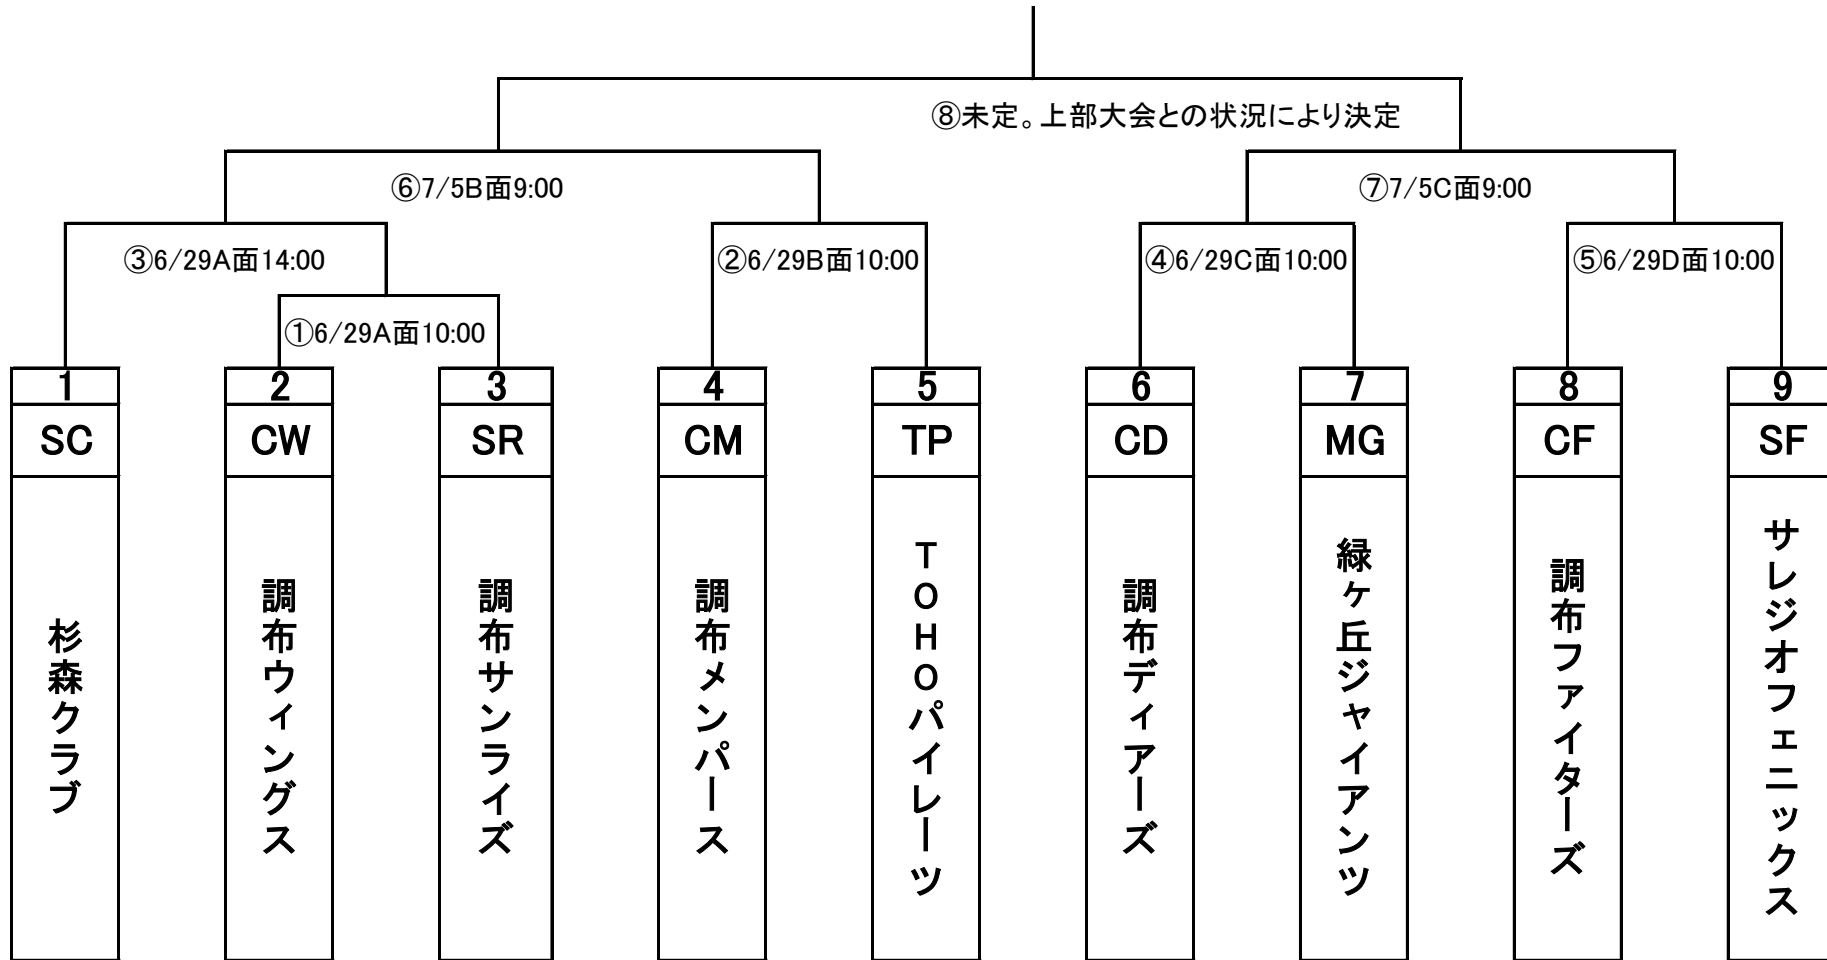 ⑧未定。上部大会との状況により決定
⑥7/5B面9:00
⑦7/5C面9:00
③6/29A面14:00
②6/29B面10:00
④6/29C面10:00
⑤6/29D面10:00
①6/29A面10:00
1
2
3
4
5
6
7
8
9
SC
CW
SR
CM
TP
CD
MG
CF
SF
杉森クラブ
調布ウィングス
調布サンライズ
調布メンパース
TOHOパイレーツ
調布ディアーズ
緑ヶ丘ジャイアンツ
調布ファイターズ
サレジオフェニックス